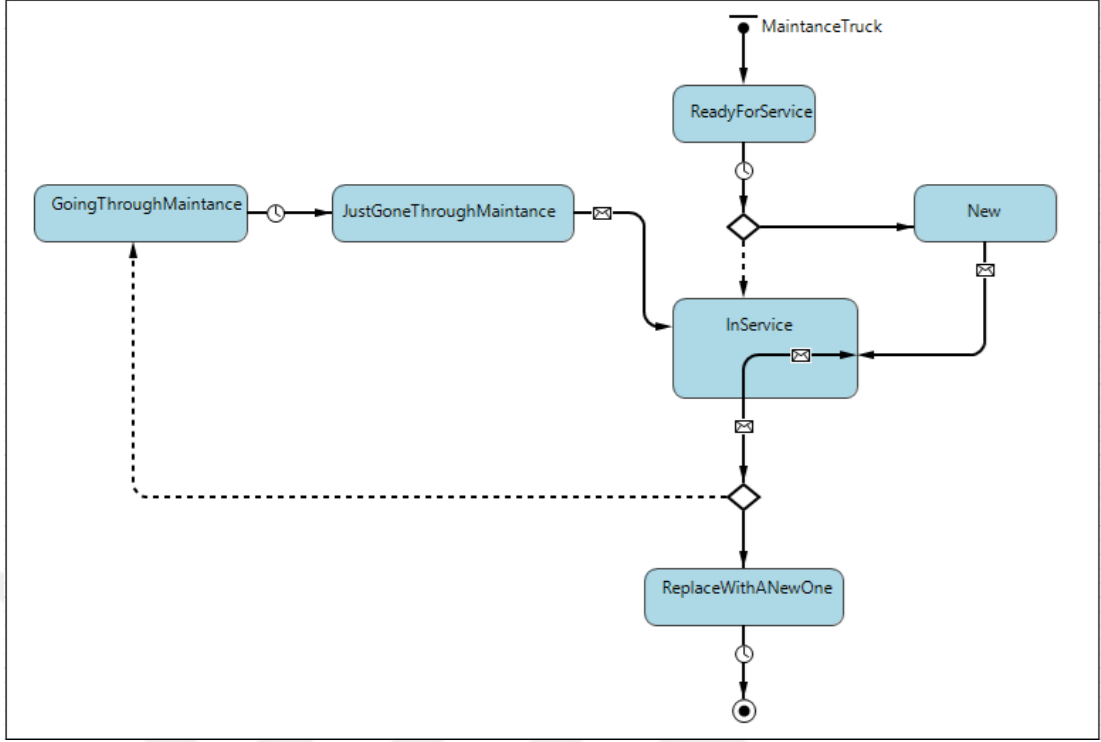 MaintanceTruck
ReadyForService
GoingThroughMaintance
JustGoneThroughMaintance
New
InService
ReplaceWithANewOne